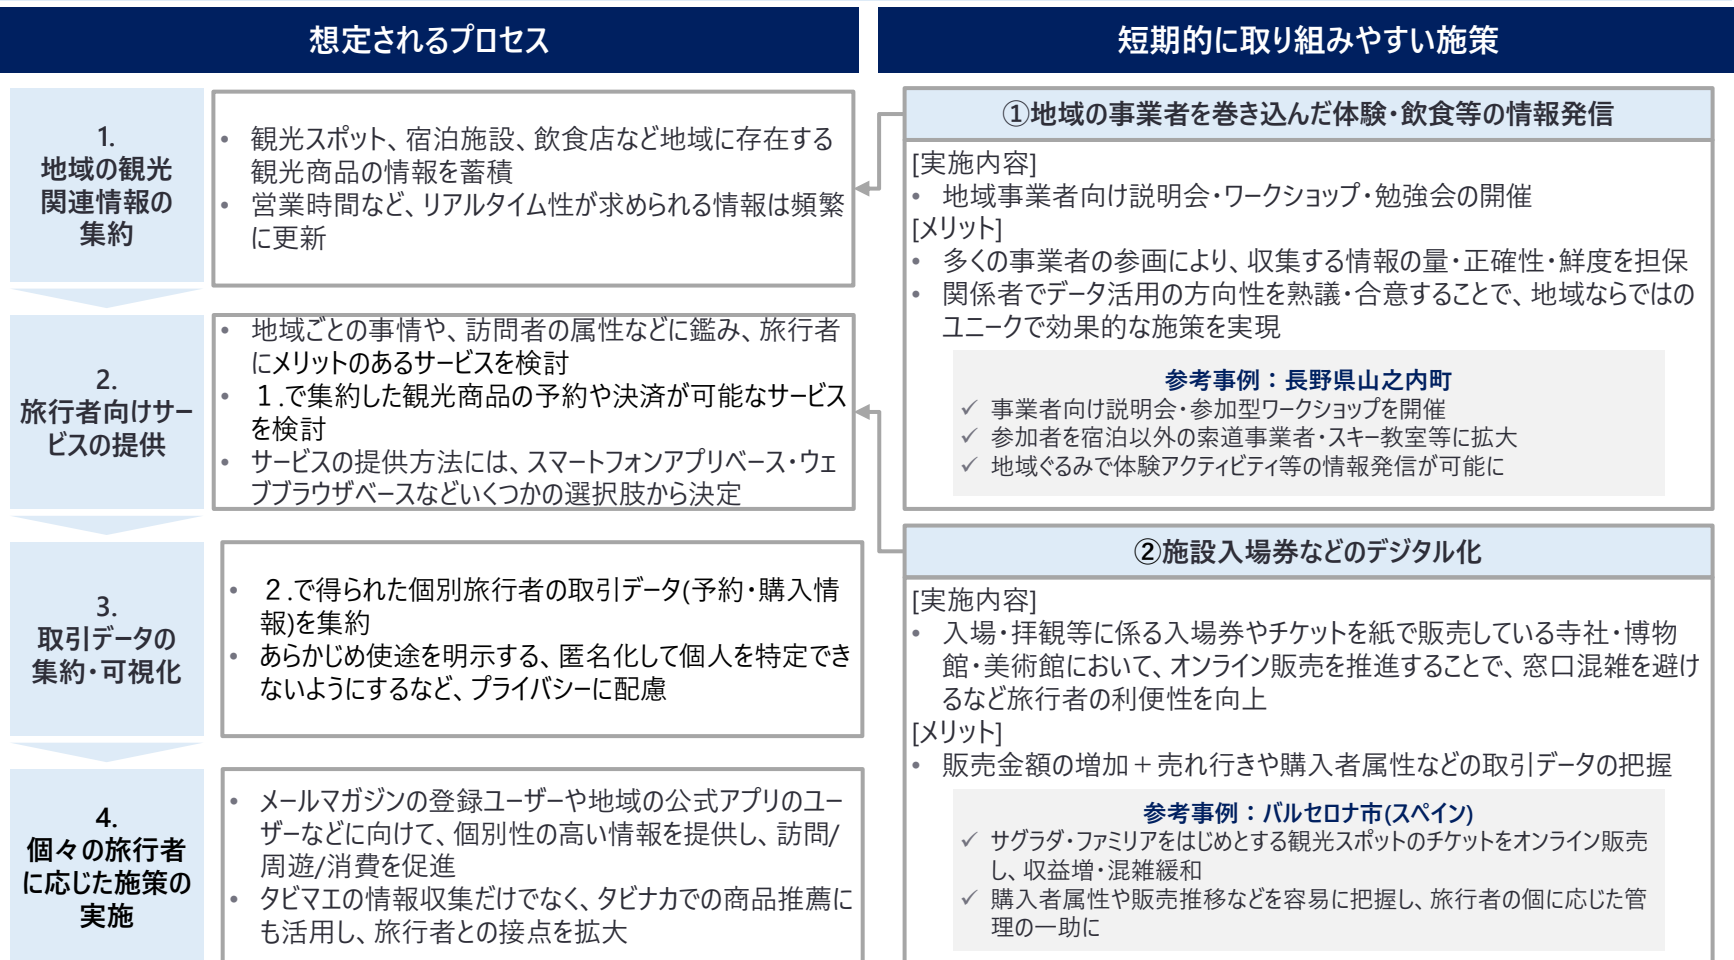 想定されるプロセス
1.
地域の観光
関連情報の
集約
• 観光スポット、宿泊施設、飲食店など地域に存在する
観光商品の情報を蓄積
• 営業時間など、リアルタイム性が求められる情報は頻繁
に更新
2.
旅行者向けサー
ビスの提供
• 地域ごとの事情や、訪問者の属性などに鑑み、旅行者
にメリットのあるサービスを検討
• １.で集約した観光商品の予約や決済が可能なサービス
を検討
• サービスの提供方法には、スマートフォンアプリベース・ウェ
ブブラウザベースなどいくつかの選択肢から決定
3.
取引データの
集約・可視化
• ２.で得られた個別旅行者の取引データ(予約・購入情
報)を集約
• あらかじめ使途を明示する、匿名化して個人を特定でき
ないようにするなど、プライバシーに配慮
4.
個々の旅行者
に応じた施策の
実施
• メールマガジンの登録ユーザーや地域の公式アプリのユー
ザーなどに向けて、個別性の高い情報を提供し、訪問/
周遊/消費を促進
• タビマエの情報収集だけでなく、タビナカでの商品推薦に
も活用し、旅行者との接点を拡大
短期的に取り組みやすい施策
①地域の事業者を巻き込んだ体験・飲食等の情報発信
[実施内容]
• 地域事業者向け説明会・ワークショップ・勉強会の開催
[メリット]
• 多くの事業者の参画により、収集する情報の量・正確性・鮮度を担保
• 関係者でデータ活用の方向性を熟議・合意することで、地域ならではの
ユニークで効果的な施策を実現
参考事例：長野県山之内町
✓ 事業者向け説明会・参加型ワークショップを開催
✓ 参加者を宿泊以外の索道事業者・スキー教室等に拡大
✓ 地域ぐるみで体験アクティビティ等の情報発信が可能に
②施設入場券などのデジタル化
[実施内容]
• 入場・拝観等に係る入場券やチケットを紙で販売している寺社・博物
館・美術館において、オンライン販売を推進することで、窓口混雑を避け
るなど旅行者の利便性を向上
[メリット]
• 販売金額の増加＋売れ行きや購入者属性などの取引データの把握
参考事例：バルセロナ市(スペイン)
✓ サグラダ・ファミリアをはじめとする観光スポットのチケットをオンライン販売
し、収益増・混雑緩和
✓ 購入者属性や販売推移などを容易に把握し、旅行者の個に応じた管
理の一助に